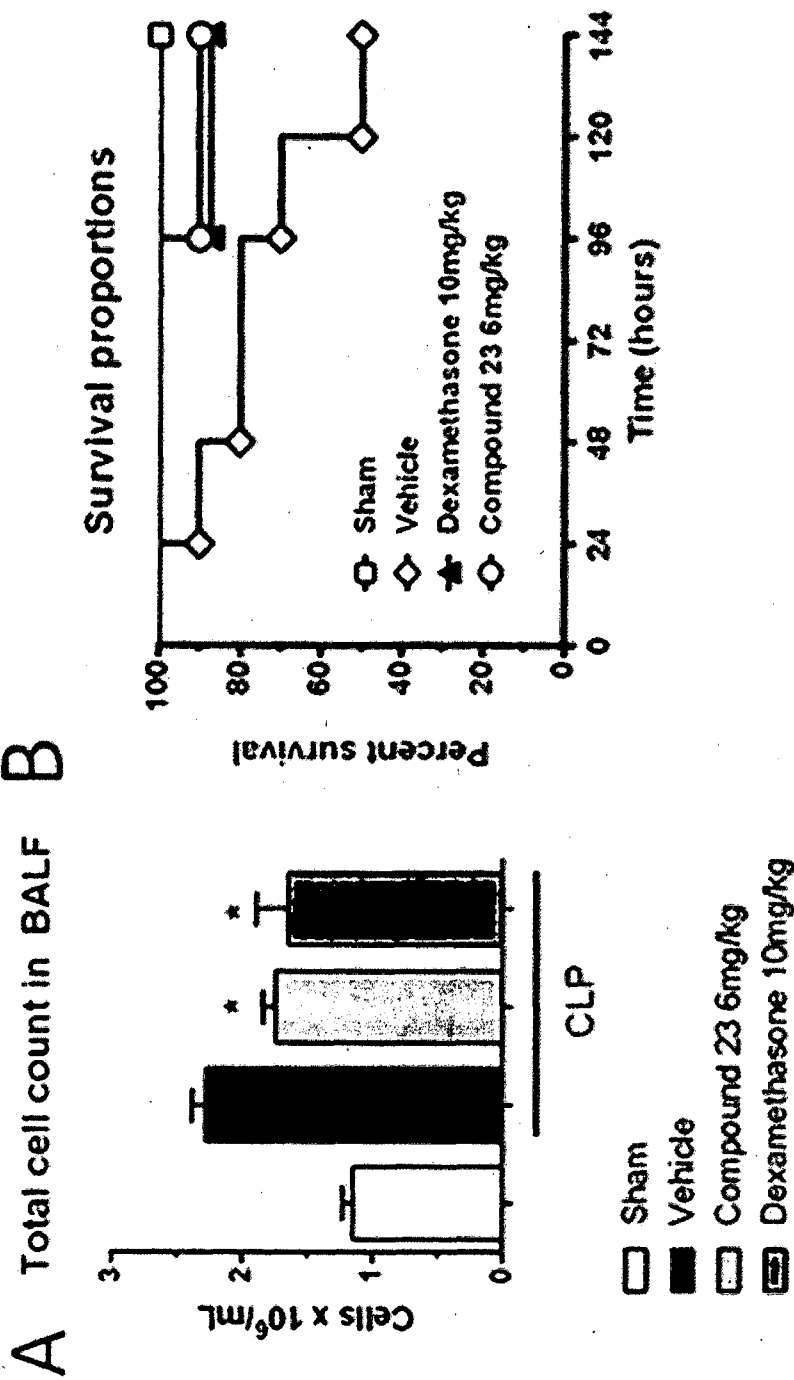 A
Total cell count in BALF
Cells x 10⁶/mL
3
2
1
0
*
*
CLP
Sham
Vehicle
Compound 23 6mg/kg
Dexamethasone 10mg/kg
B
Survival proportions
Percent survival
100
80
60
40
20
0
Sham
Vehicle
Dexamethasone 10mg/kg
Compound 23 6mg/kg
0 24 48 72 96 120 144
Time (hours)